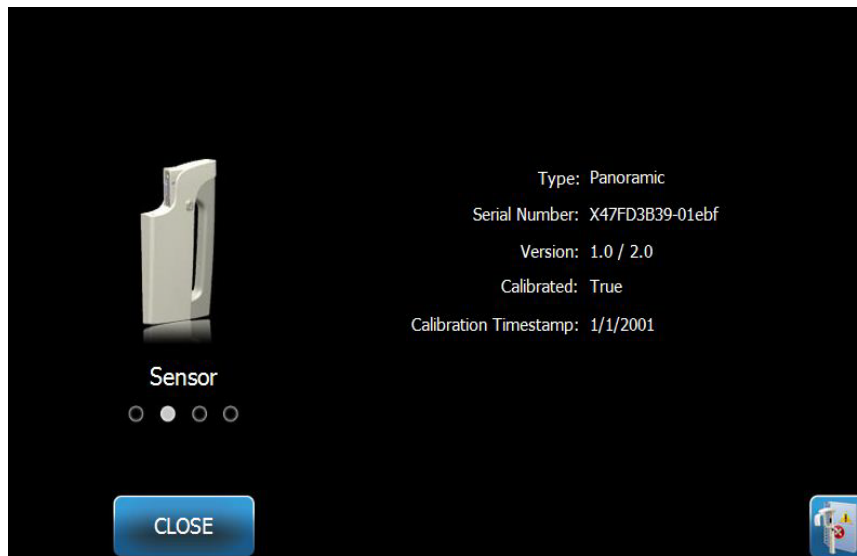 Type: Panoramic
Serial Number: X47FD3B39-01ebf
Version: 1.0 / 2.0
Calibrated: True
Calibration Timestamp: 1/1/2001
Sensor
CLOSE